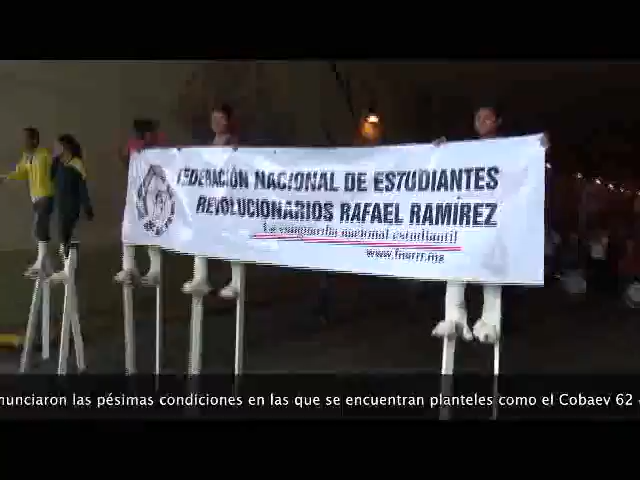 FEDERACIÓN NACIONAL DE ESTUDIANTES
REVOLUCIONARIOS RAFAEL RAMÍREZ
La vanguardia nacional estudiantil
www.fnerrr.mx
nunciaron las pésimas condiciones en las que se encuentran planteles como el Cobaev 62